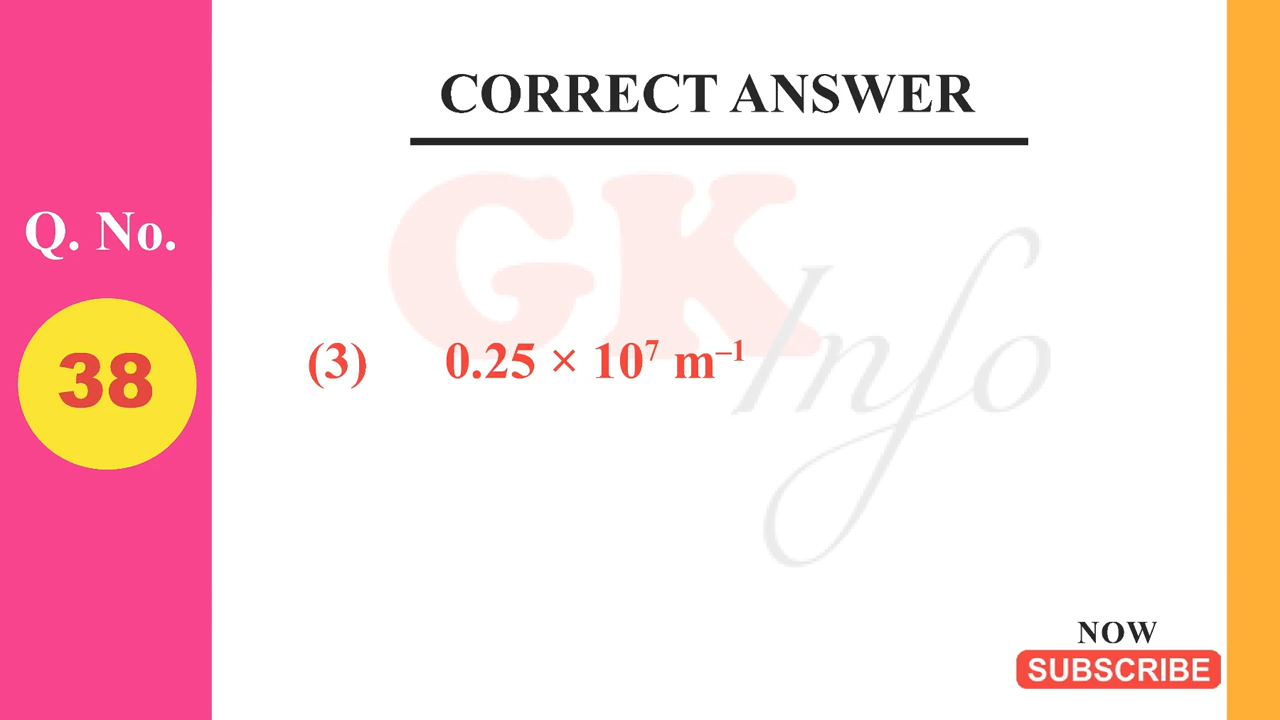 CORRECT ANSWER
GK Info
Q. No.
38
(3) 0.25 × 10⁷ m⁻¹
NOW
SUBSCRIBE